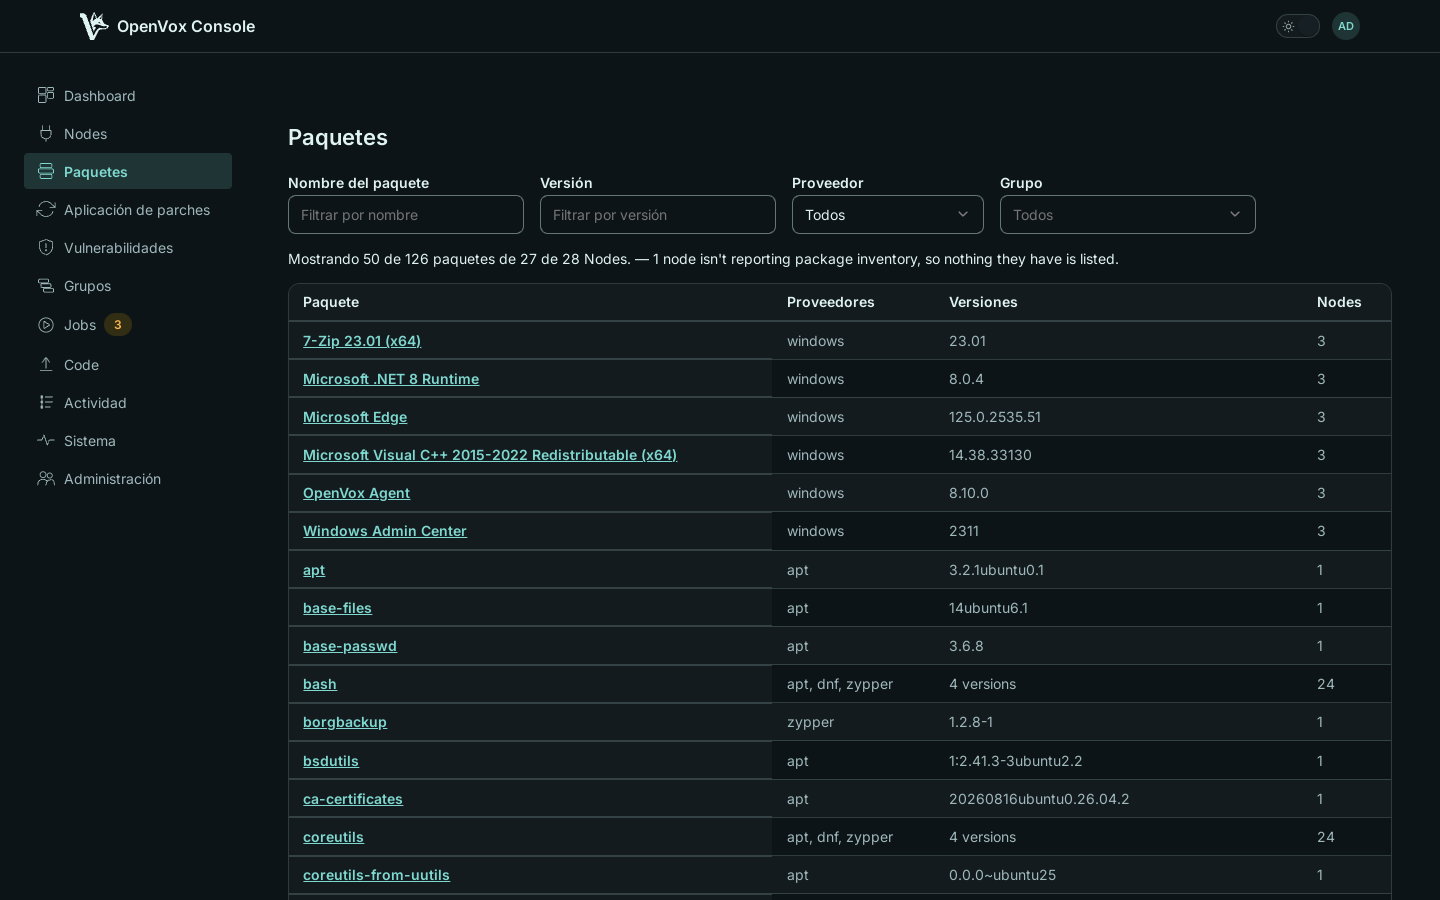 OpenVox Console
AD
Dashboard
Nodes
Paquetes
Aplicación de parches
Vulnerabilidades
Grupos
Jobs 3
Code
Actividad
Sistema
Administración
Paquetes
Nombre del paquete Versión Proveedor Grupo
Filtrar por nombre Filtrar por versión Todos Todos
Mostrando 50 de 126 paquetes de 27 de 28 Nodes. — 1 node isn't reporting package inventory, so nothing they have is listed.
Paquete Proveedores Versiones Nodes
7-Zip 23.01 (x64) windows 23.01 3
Microsoft .NET 8 Runtime windows 8.0.4 3
Microsoft Edge windows 125.0.2535.51 3
Microsoft Visual C++ 2015-2022 Redistributable (x64) windows 14.38.33130 3
OpenVox Agent windows 8.10.0 3
Windows Admin Center windows 2311 3
apt apt 3.2.1ubuntu0.1 1
base-files apt 14ubuntu6.1 1
base-passwd apt 3.6.8 1
bash apt, dnf, zypper 4 versions 24
borgbackup zypper 1.2.8-1 1
bsdutils apt 1:2.41.3-3ubuntu2.2 1
ca-certificates apt 20260816ubuntu0.26.04.2 1
coreutils apt, dnf, zypper 4 versions 24
coreutils-from-uutils apt 0.0.0~ubuntu25 1